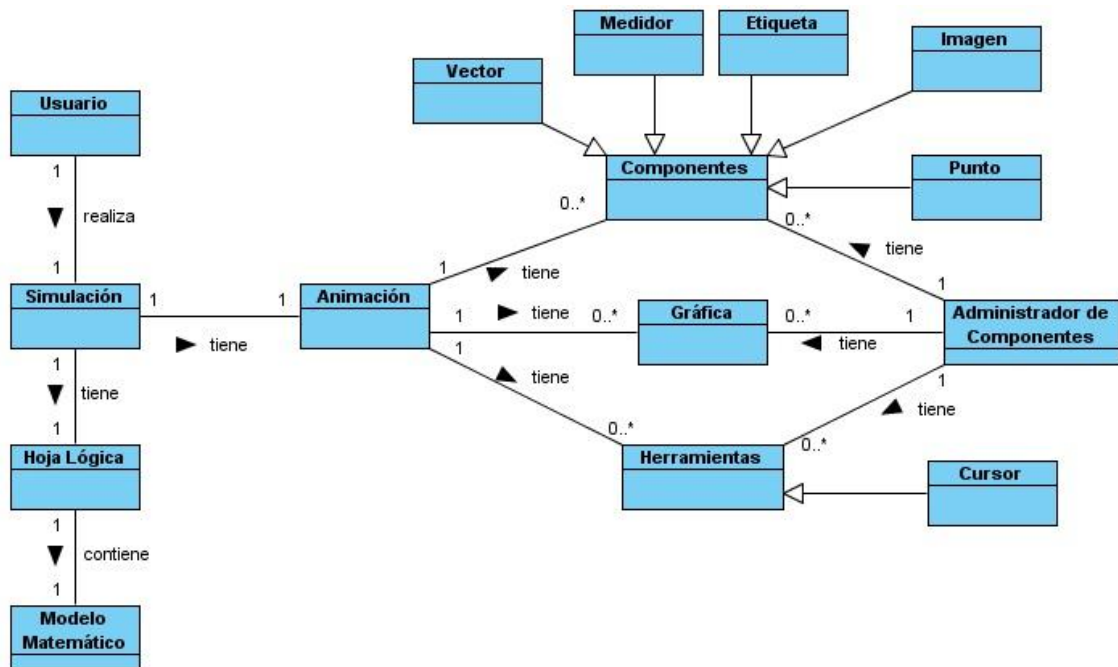 Medidor
Etiqueta
Imagen
Vector
Usuario
Componentes
Punto
1
realiza
1
0..*
0..*
tiene
1
tiene
1
Simulación
1
1
tiene
Animación
1
tiene
0..*
Gráfica
0..*
tiene
1
Administrador de
Componentes
1
tiene
1
1
tiene
0..*
1
tiene
0..*
Hoja Lógica
Herramientas
Cursor
1
contiene
1
Modelo
Matemático